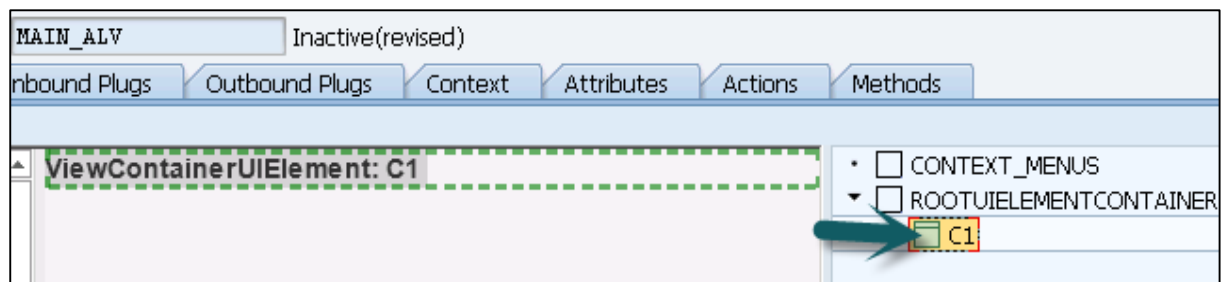 MAIN_ALV Inactive(revised)
nbound Plugs Outbound Plugs Context Attributes Actions Methods
ViewContainerUIElement: C1
CONTEXT_MENUS
ROOTUIELEMENTCONTAINER
C1